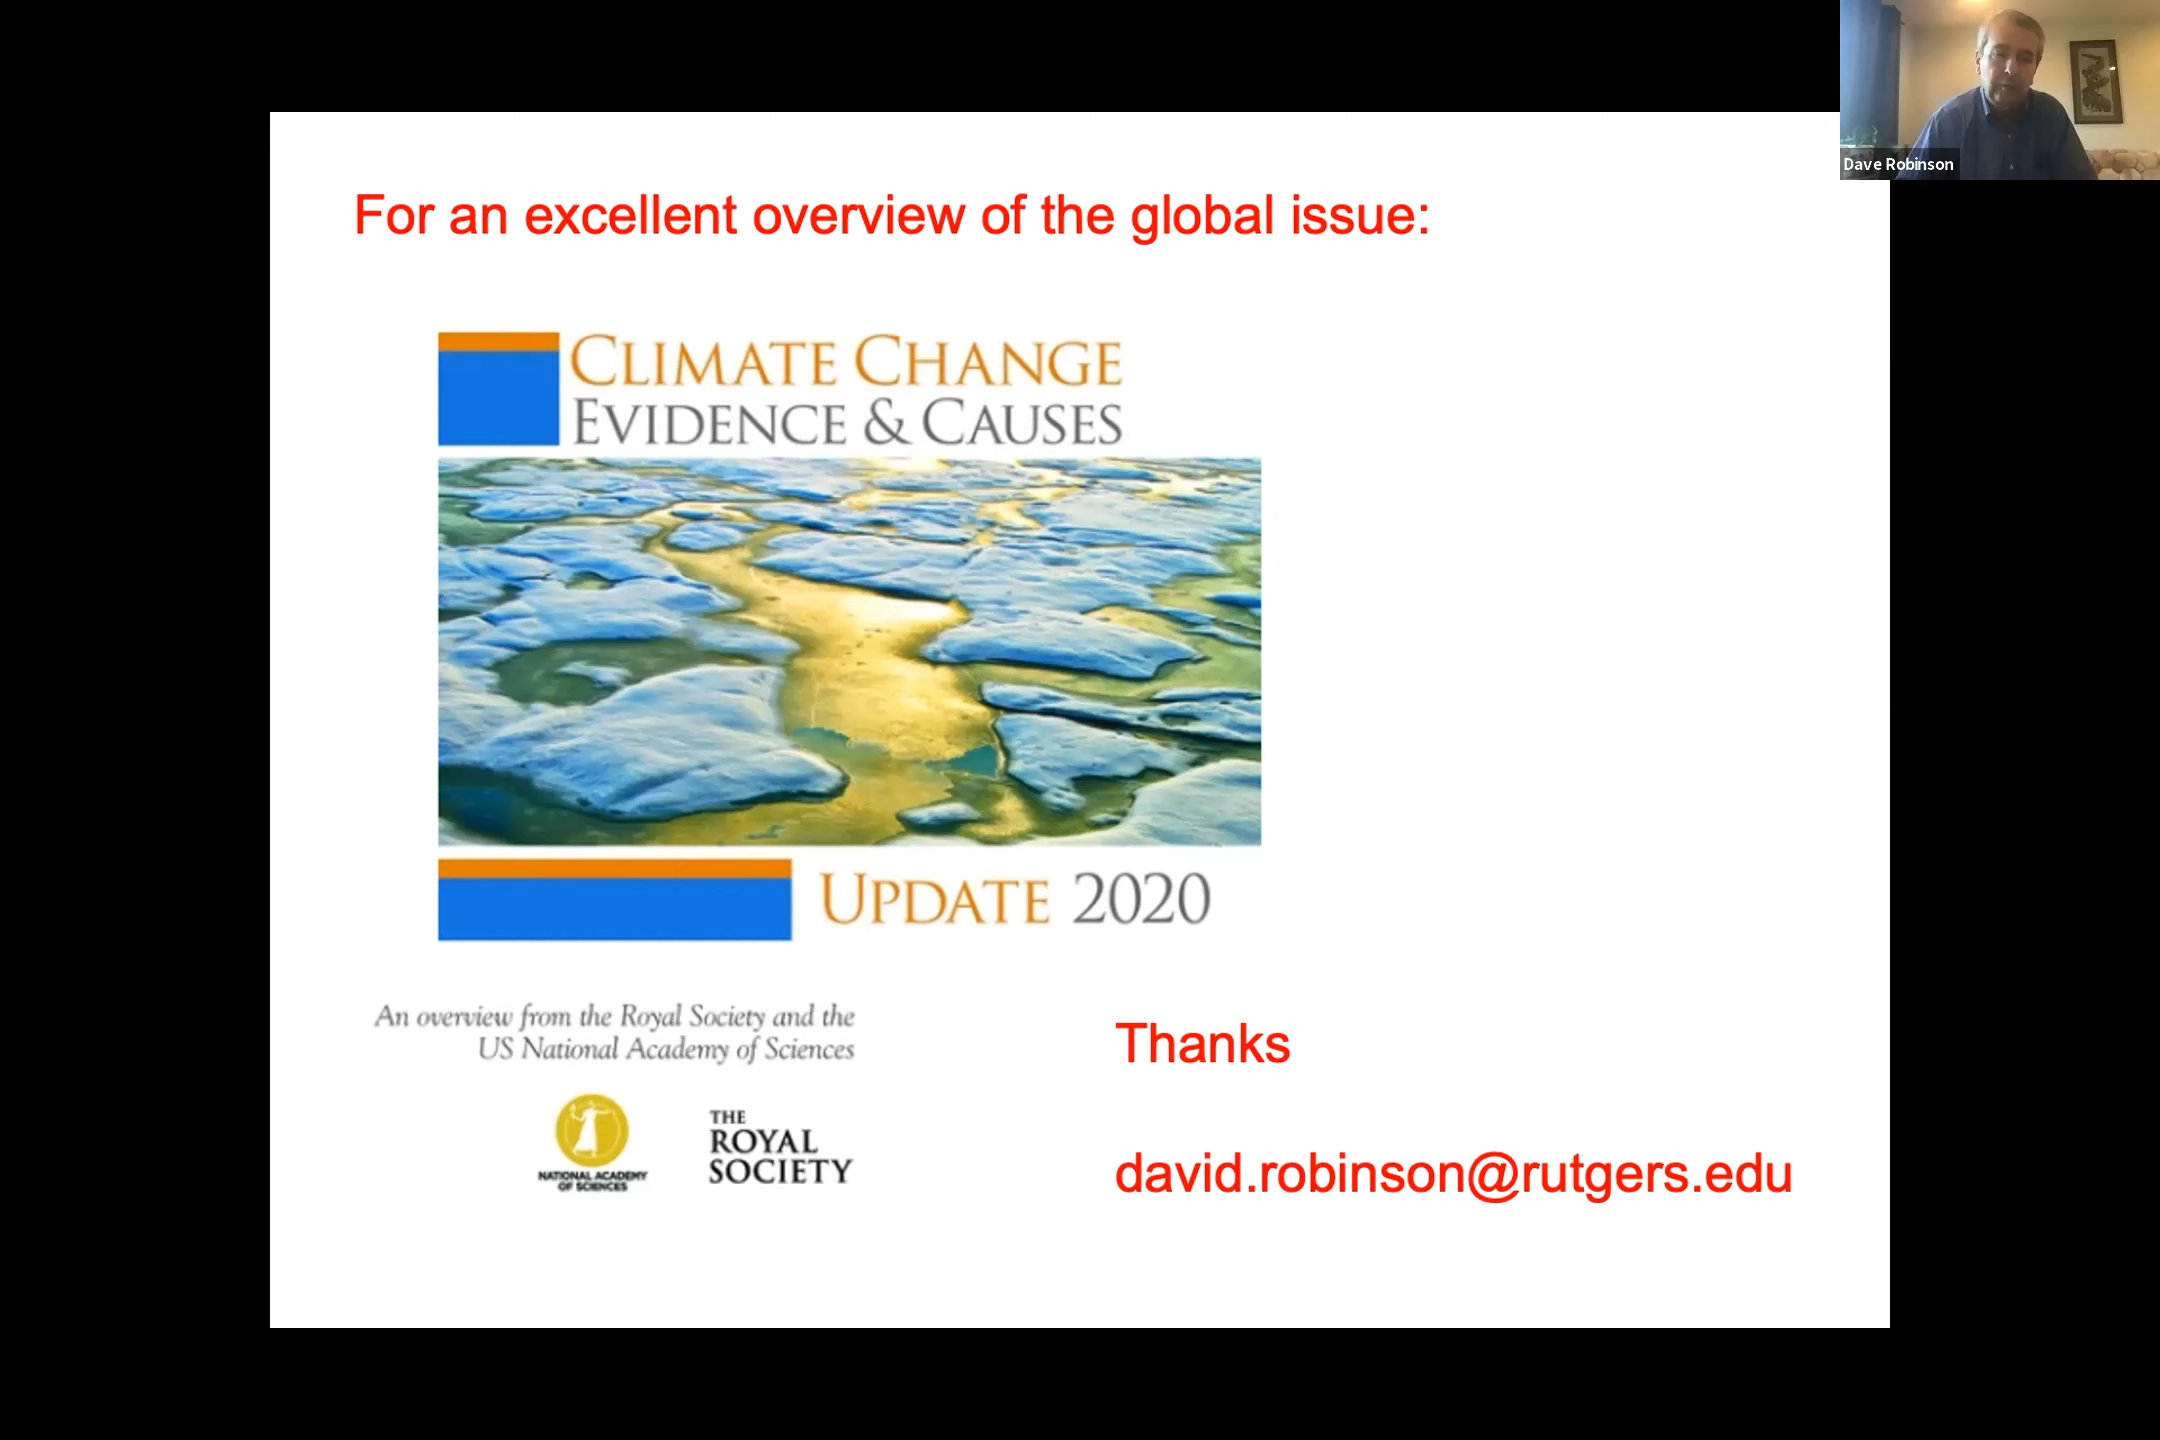 Dave Robinson
For an excellent overview of the global issue:
CLIMATE CHANGE
EVIDENCE & CAUSES
UPDATE 2020
An overview from the Royal Society and the
US National Academy of Sciences
NATIONAL ACADEMY
OF SCIENCES
THE
ROYAL
SOCIETY
Thanks
david.robinson@rutgers.edu